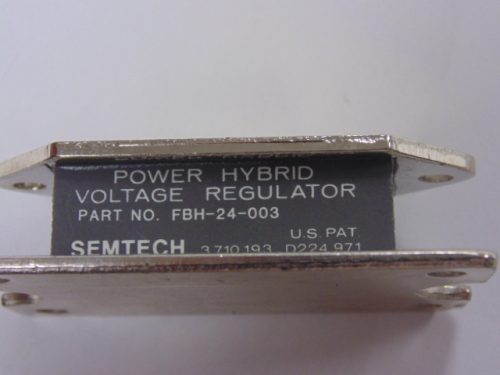 POWER HYBRID
VOLTAGE REGULATOR
PART NO. FBH-24-003
U.S. PAT.
SEMTECH 3,710,193 D224,971